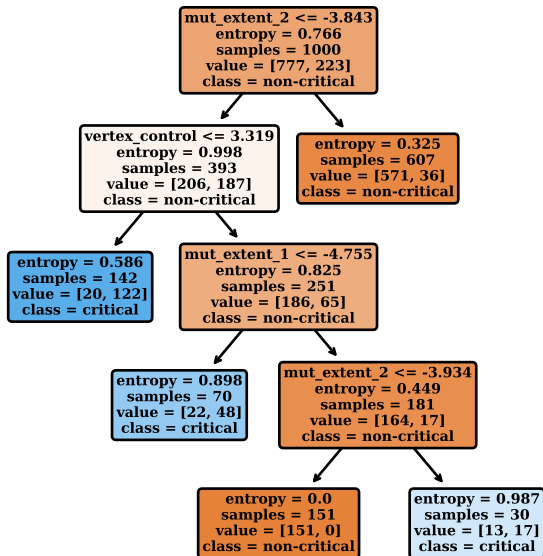 mut_extent_2 <= -3.843
entropy = 0.766
samples = 1000
value = [777, 223]
class = non-critical
vertex_control <= 3.319
entropy = 0.998
samples = 393
value = [206, 187]
class = non-critical
entropy = 0.325
samples = 607
value = [571, 36]
class = non-critical
entropy = 0.586
samples = 142
value = [20, 122]
class = critical
mut_extent_1 <= -4.755
entropy = 0.825
samples = 251
value = [186, 65]
class = non-critical
entropy = 0.898
samples = 70
value = [22, 48]
class = critical
mut_extent_2 <= -3.934
entropy = 0.449
samples = 181
value = [164, 17]
class = non-critical
entropy = 0.0
samples = 151
value = [151, 0]
class = non-critical
entropy = 0.987
samples = 30
value = [13, 17]
class = critical